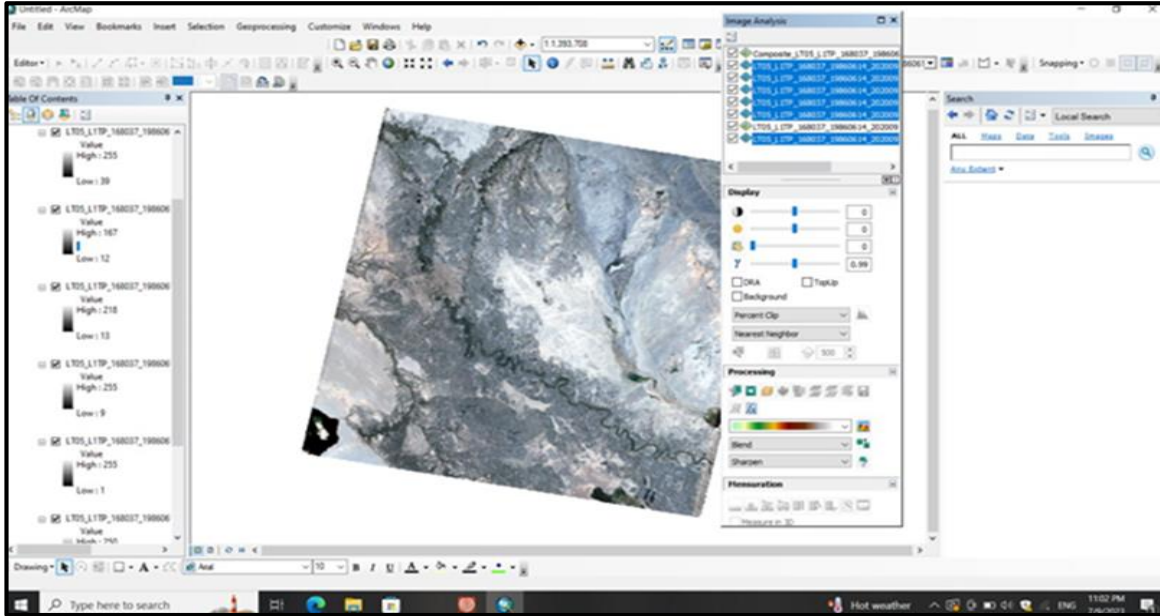 Untitled - ArcMap
File Edit View Bookmarks Insert Selection Geoprocessing Customize Windows Help
1:1,393,708
Editor
Snapping
Table Of Contents
LT05_L1TP_168037_198606
Value
High : 255
Low : 39
LT05_L1TP_168037_198606
Value
High : 167
Low : 12
LT05_L1TP_168037_198606
Value
High : 218
Low : 13
LT05_L1TP_168037_198606
Value
High : 255
Low : 9
LT05_L1TP_168037_198606
Value
High : 255
Low : 1
LT05_L1TP_168037_198606
Value
High : 250
Image Analysis
Composite_LT05_L1TP_168037_198606
LT05_L1TP_168037_19860614_202009
LT05_L1TP_168037_19860614_202009
LT05_L1TP_168037_19860614_202009
LT05_L1TP_168037_19860614_202009
LT05_L1TP_168037_19860614_202009
LT05_L1TP_168037_19860614_202009
LT05_L1TP_168037_19860614_202009
Display
0
0
0
0.99
DRA TopUp
Background
Percent Clip
Nearest Neighbor
500
Processing
Blend
Sharpen
Mensuration
Measure in 3D
Search
Local Search
ALL Maps Data Tools Images
Any Extent
Drawing A Arial 10 B I U A
Type here to search
Hot weather ENG 11:02 PM